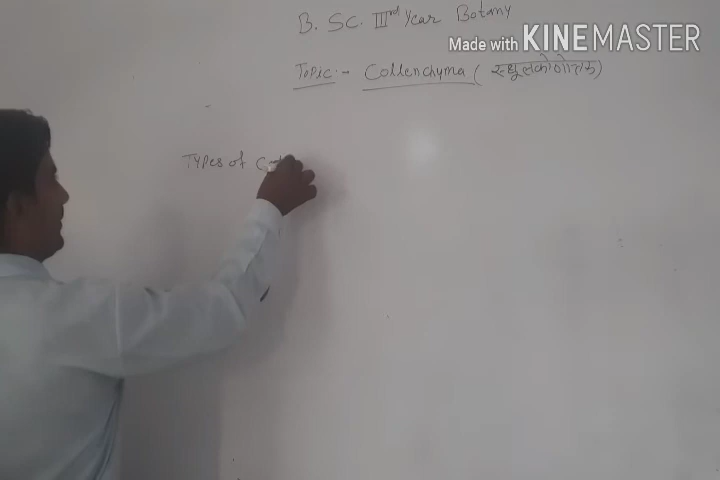 B. SC. IIIrd Year Botany
Made with KINEMASTER
Topic :- Collenchyma ( स्थूलकोणोतक)
Types of